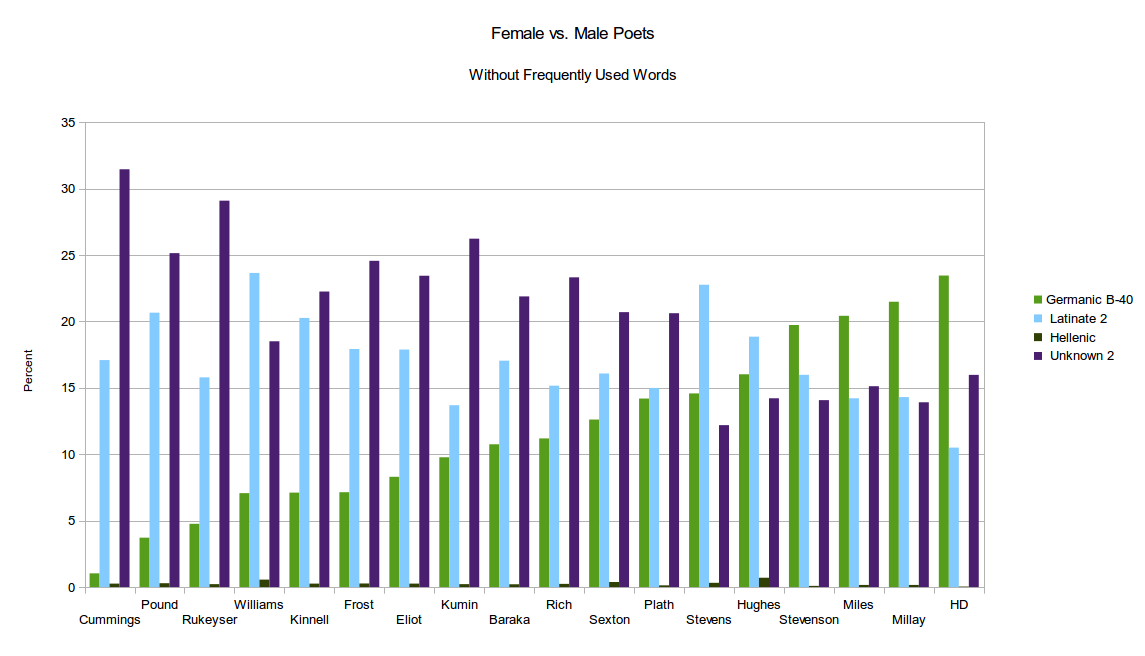 Female vs. Male Poets
Without Frequently Used Words
35
30
25
20
15
10
5
0
Percent
Cummings
Pound
Rukeyser
Williams
Kinnell
Frost
Eliot
Kumin
Baraka
Rich
Sexton
Plath
Stevens
Hughes
Stevenson
Miles
Millay
HD
Germanic B-40
Latinate 2
Hellenic
Unknown 2